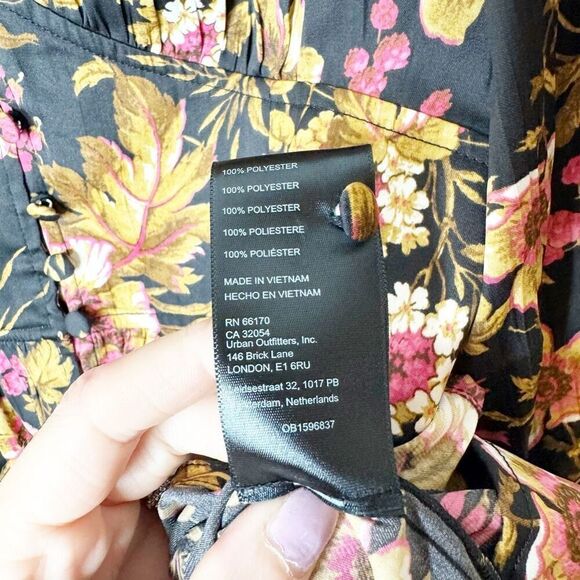 100% POLYESTER
100% POLYESTER
100% POLYESTER
100% POLIESTERE
100% POLIÉSTER
MADE IN VIETNAM
HECHO EN VIETNAM
RN 66170
CA 32054
Urban Outfitters, Inc.
146 Brick Lane
LONDON, E1 6RU
32, 1017 PB
Netherlands
OB1596837